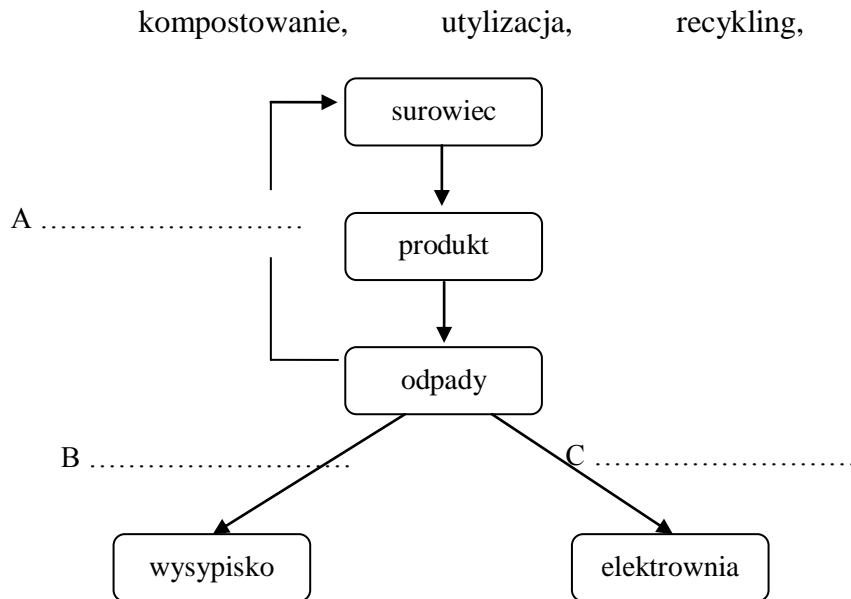 kompostowanie, utylizacja, recykling,
surowiec
A ……………………………
produkt
odpady
B ……………………………
C ……………………………
wysypisko
elektrownia